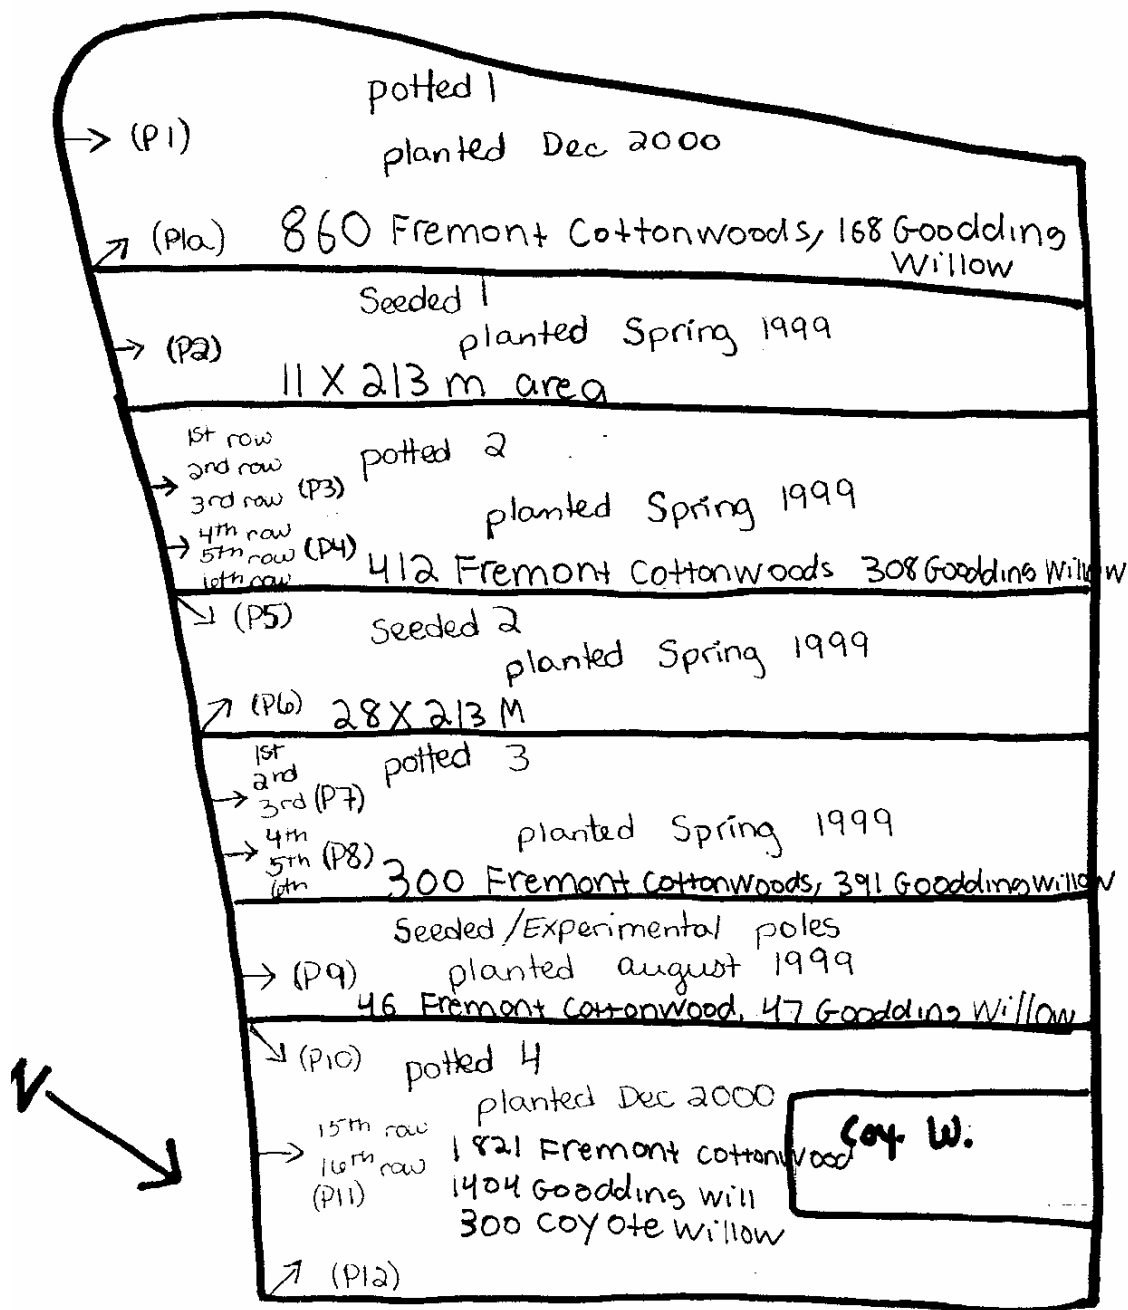 potted 1
(P1)
planted Dec 2000
(P1a) 860 Fremont Cottonwoods, 168 Goodding
Willow
Seeded 1
planted Spring 1999
(P2)
11 X 213 m area
1st row
potted 2
2nd row
3rd row (P3)
planted Spring 1999
4th row
5th row (P4)
412 Fremont Cottonwoods 308 Goodding Willow
6th row
(P5) Seeded 2
planted Spring 1999
(P6) 28 X 213 M
1st
potted 3
2nd
3rd (P7)
planted Spring 1999
4th
5th (P8)
300 Fremont Cottonwoods, 391 Goodding willow
6th
Seeded/Experimental poles
(P9) planted august 1999
46 Fremont Cottonwood, 47 Goodding Willow
(P10) potted 4
planted Dec 2000
N
15th row
1821 Fremont cottonwood
Coy. W.
16th row
(P11)
1404 Goodding Will
300 Coyote Willow
(P12)